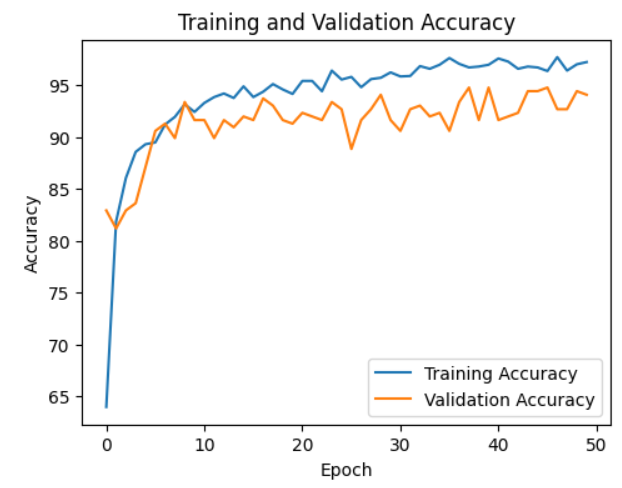 Training and Validation Accuracy
Accuracy
95
90
85
80
75
70
65
Training Accuracy
Validation Accuracy
0 10 20 30 40 50
Epoch